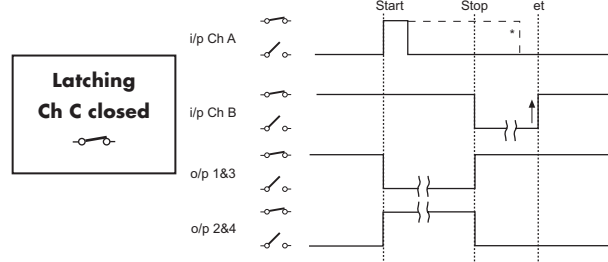 Start Stop et
i/p Ch A
*
Latching
Ch C closed
i/p Ch B
o/p 1&3
o/p 2&4